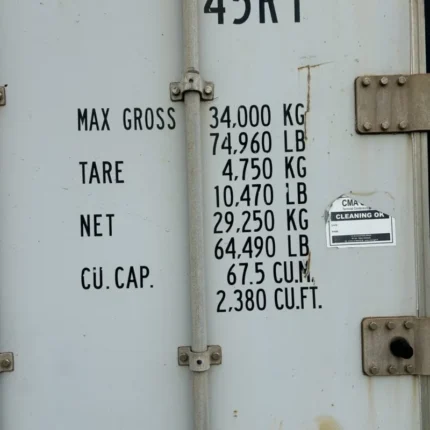 45R1
MAX GROSS 34,000 KG
74,960 LB
TARE 4,750 KG
10,470 LB
NET 29,250 KG
64,490 LB
CU.CAP. 67.5 CU.M.
2,380 CU.FT.
CMA
CLEANING OK